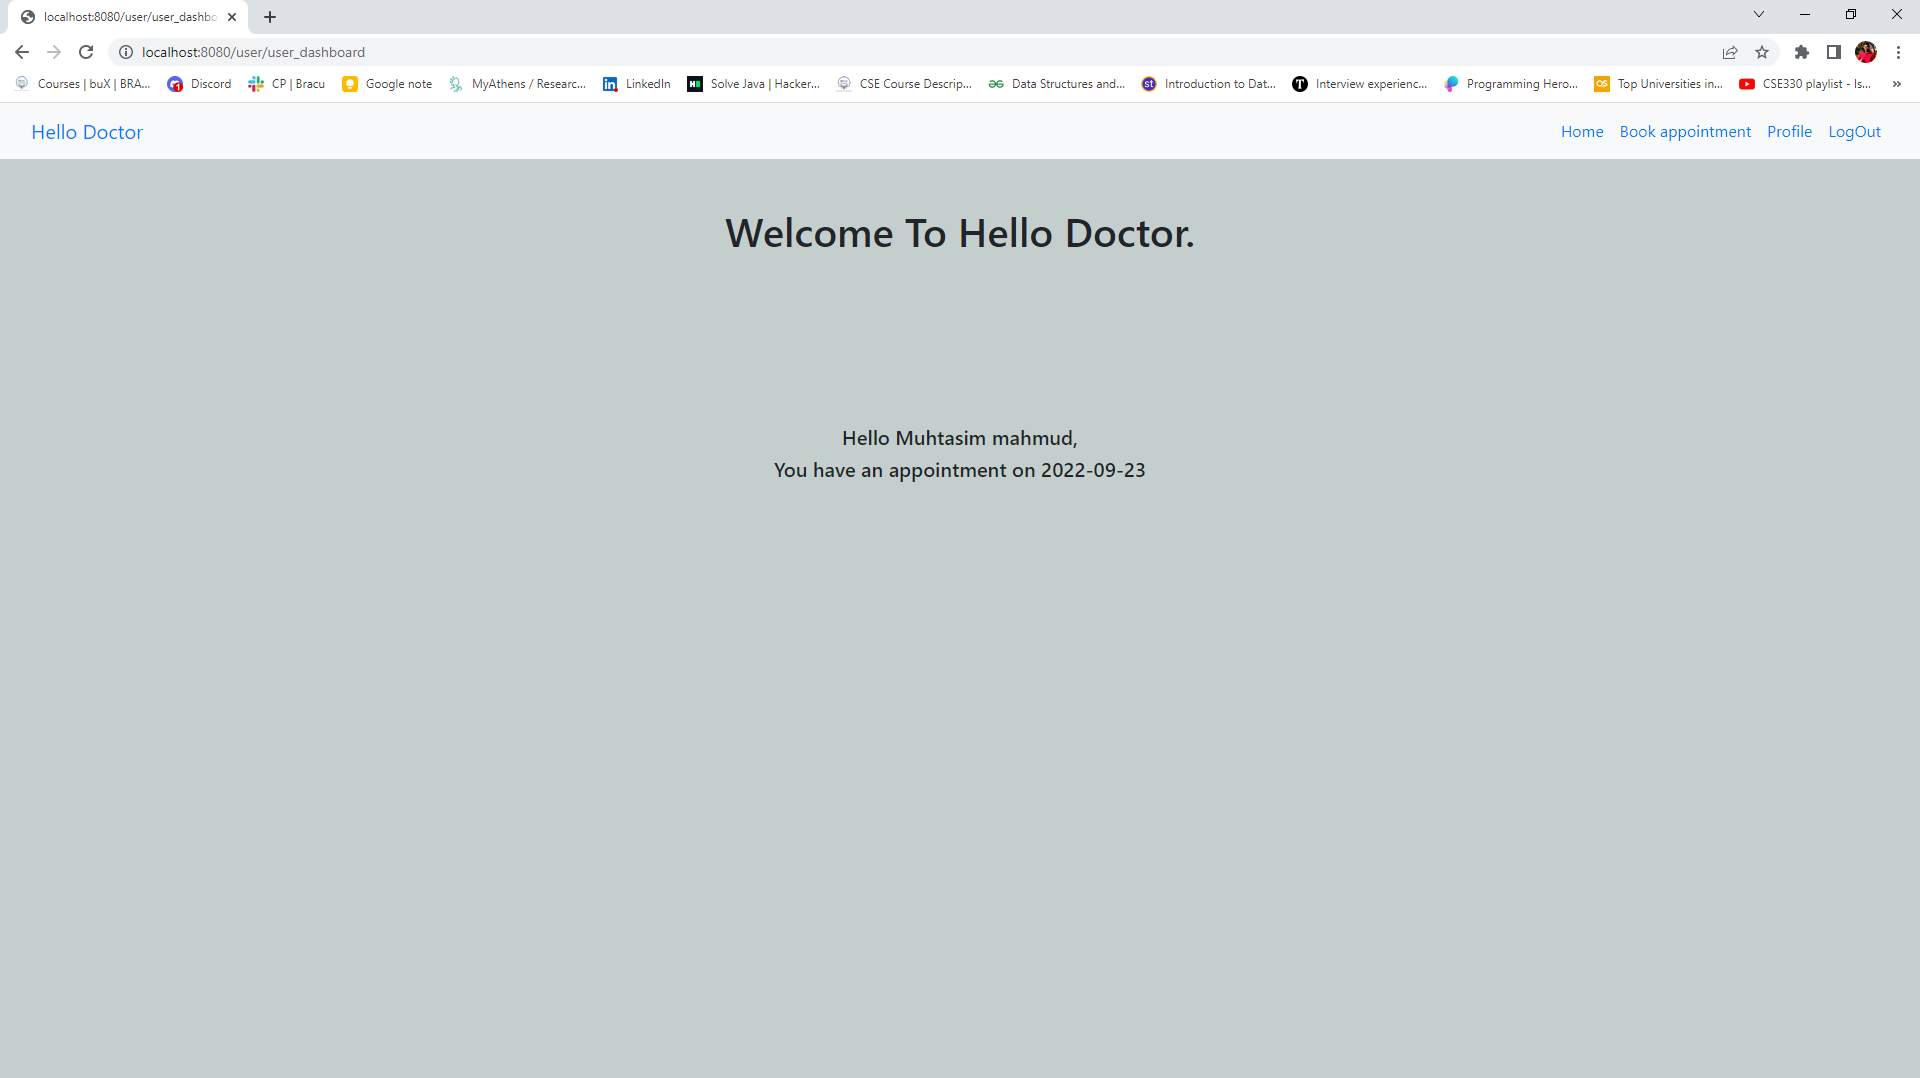 localhost:8080/user/user_dashbo
localhost:8080/user/user_dashboard
Courses | buX | BRA... Discord CP | Bracu Google note MyAthens / Researc... LinkedIn Solve Java | Hacker... CSE Course Descrip... Data Structures and... Introduction to Dat... Interview experienc... Programming Hero... Top Universities in... CSE330 playlist - Is... »
Hello Doctor Home Book appointment Profile LogOut
Welcome To Hello Doctor.
Hello Muhtasim mahmud,
You have an appointment on 2022-09-23